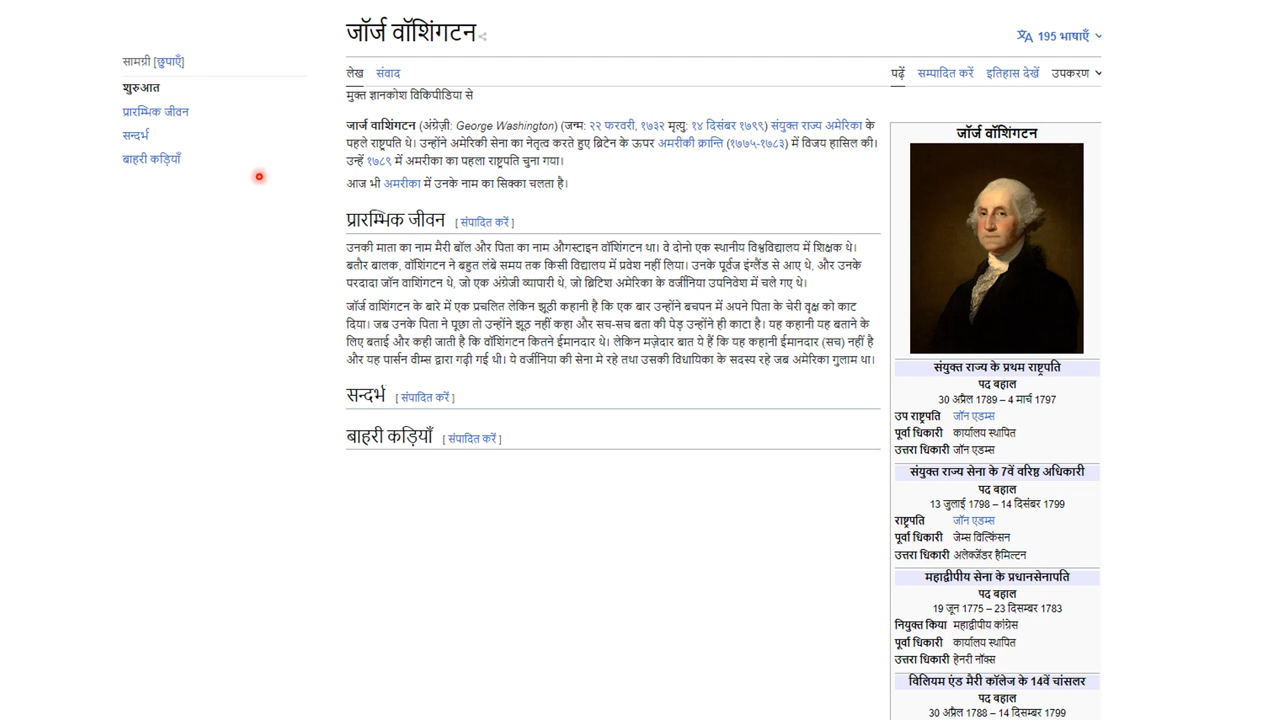 जॉर्ज वॉशिंगटन
195 भाषाएँ
सामग्री [छुपाएँ]
शुरुआत
प्रारम्भिक जीवन
सन्दर्भ
बाहरी कड़ियाँ
लेख संवाद
पढ़ें सम्पादित करें इतिहास देखें उपकरण
मुक्त ज्ञानकोश विकिपीडिया से
जॉर्ज वाशिंगटन (अंग्रेज़ी: George Washington) (जन्म: २२ फरवरी, १७३२ मृत्यु: १४ दिसंबर १७९९) संयुक्त राज्य अमेरिका के
पहले राष्ट्रपति थे। उन्होंने अमेरिकी सेना का नेतृत्व करते हुए ब्रिटेन के ऊपर अमरीकी क्रान्ति (१७७५-१७८३) में विजय हासिल की।
उन्हें १७८९ में अमरीका का पहला राष्ट्रपति चुना गया।
आज भी अमरीका में उनके नाम का सिक्का चलता है।
प्रारम्भिक जीवन [ संपादित करें ]
उनकी माता का नाम मैरी बॉल और पिता का नाम औगस्टाइन वॉशिंगटन था। वे दोनो एक स्थानीय विश्वविद्यालय में शिक्षक थे।
बतौर बालक, वॉशिंगटन ने बहुत लंबे समय तक किसी विद्यालय में प्रवेश नहीं लिया। उनके पूर्वज इंग्लैंड से आए थे, और उनके
परदादा जॉन वाशिंगटन थे, जो एक अंग्रेजी व्यापारी थे, जो ब्रिटिश अमेरिका के वर्जीनिया उपनिवेश में चले गए थे।
जॉर्ज वाशिंगटन के बारे में एक प्रचलित लेकिन झूठी कहानी है कि एक बार उन्होंने बचपन में अपने पिता के चेरी वृक्ष को काट
दिया। जब उनके पिता ने पूछा तो उन्होंने झूठ नहीं कहा और सच-सच बता की पेड़ उन्होंने ही काटा है। यह कहानी यह बताने के
लिए बताई और कही जाती है कि वॉशिंगटन कितने ईमानदार थे। लेकिन मज़ेदार बात ये हैं कि यह कहानी ईमानदार (सच) नहीं है
और यह पार्सन वीम्स द्वारा गढ़ी गई थी। ये वर्जीनिया की सेना मे रहे तथा उसकी विधायिका के सदस्य रहे जब अमेरिका गुलाम था।
सन्दर्भ [ संपादित करें ]
बाहरी कड़ियाँ [ संपादित करें ]
जॉर्ज वॉशिंगटन
संयुक्त राज्य के प्रथम राष्ट्रपति
पद बहाल
30 अप्रैल 1789 – 4 मार्च 1797
उप राष्ट्रपति जॉन एडम्स
पूर्वा धिकारी कार्यालय स्थापित
उत्तरा धिकारी जॉन एडम्स
संयुक्त राज्य सेना के 7वें वरिष्ठ अधिकारी
पद बहाल
13 जुलाई 1798 – 14 दिसंबर 1799
राष्ट्रपति जॉन एडम्स
पूर्वा धिकारी जेम्स विल्किंसन
उत्तरा धिकारी अलेक्जेंडर हैमिल्टन
महाद्वीपीय सेना के प्रधानसेनापति
पद बहाल
19 जून 1775 – 23 दिसम्बर 1783
नियुक्त किया महाद्वीपीय कांग्रेस
पूर्वा धिकारी कार्यालय स्थापित
उत्तरा धिकारी हेनरी नॉक्स
विलियम एंड मैरी कॉलेज के 14वें चांसलर
पद बहाल
30 अप्रैल 1788 – 14 दिसम्बर 1799